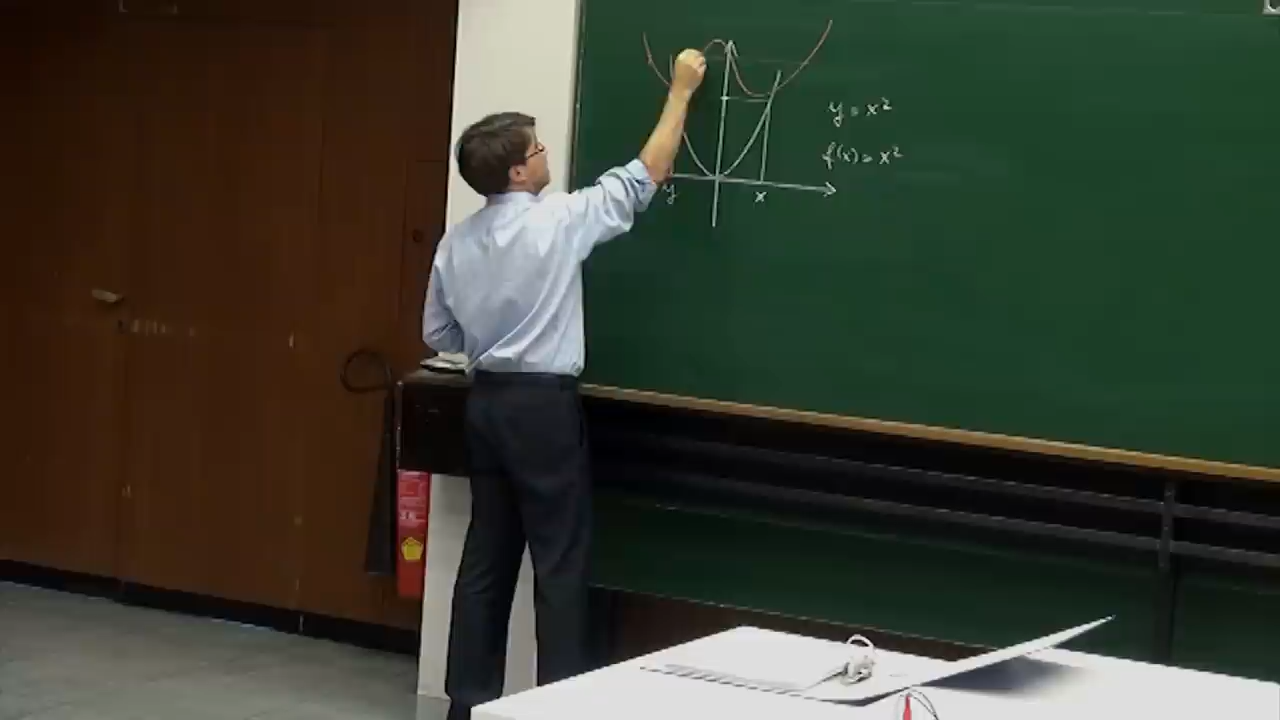 y = x²
f(x) = x²
y x